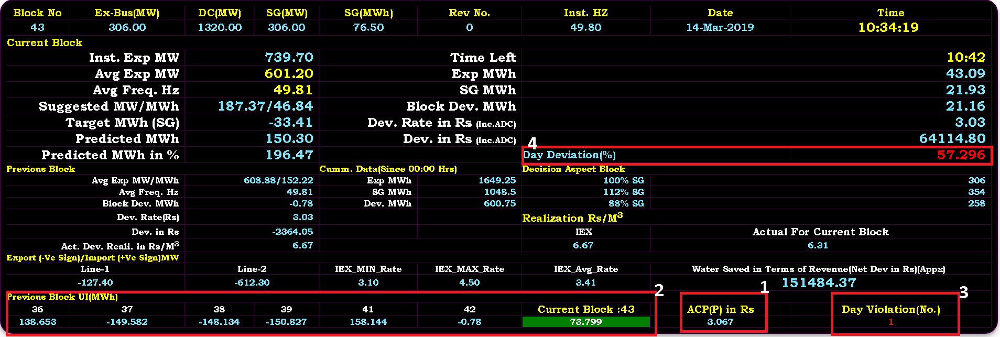 Block No Ex-Bus(MW) DC(MW) SG(MW) SG(MWh) Rev No. Inst. HZ Date Time
43 306.00 1320.00 306.00 76.50 0 49.80 14-Mar-2019 10:34:19
Current Block
Inst. Exp MW 739.70 Time Left 10:42
Avg Exp MW 601.20 Exp MWh 43.09
Avg Freq. Hz 49.81 SG MWh 21.93
Suggested MW/MWh 187.37/46.84 Block Dev. MWh 21.16
Target MWh (SG) -33.41 Dev. Rate in Rs (Inc.ADC) 3.03
Predicted MWh 150.30 Dev. in Rs (Inc.ADC) 64114.80
4
Predicted MWh in % 196.47 Day Deviation(%) 57.296
Previous Block Cumm. Data(Since 00:00 Hrs) Decision Aspect Block
Avg Exp MW/MWh 608.88/152.22 Exp MWh 1649.25 100% SG 306
Avg Freq. Hz 49.81 SG MWh 1048.5 112% SG 354
Block Dev. MWh -0.78 Dev. MWh 600.75 88% SG 258
Dev. Rate(Rs) 3.03 Realization Rs/M³
Dev. in Rs -2364.05 IEX Actual For Current Block
Act. Dev. Reali. in Rs/M³ 6.67 6.67 6.31
Export (-Ve Sign)/Import (+Ve Sign)MW
Line-1 Line-2 IEX_MIN_Rate IEX_MAX_Rate IEX_Avg_Rate Water Saved in Terms of Revenue(Net Dev in Rs)(Appx)
-127.40 -612.30 3.10 4.50 3.41 151484.37
2 1 3
Previous Block UI(MWh)
36 37 38 39 41 42 Current Block :43 ACP(P) in Rs Day Violation(No.)
138.653 -149.582 -148.134 -150.827 158.144 -0.78 73.799 3.067 1